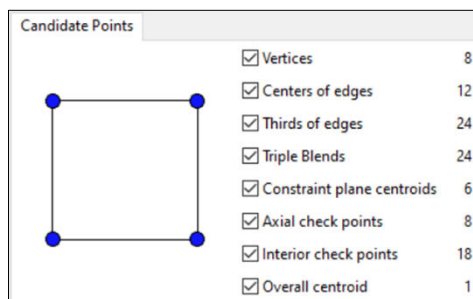 Candidate Points
Vertices 8
Centers of edges 12
Thirds of edges 24
Triple Blends 24
Constraint plane centroids 6
Axial check points 8
Interior check points 18
Overall centroid 1